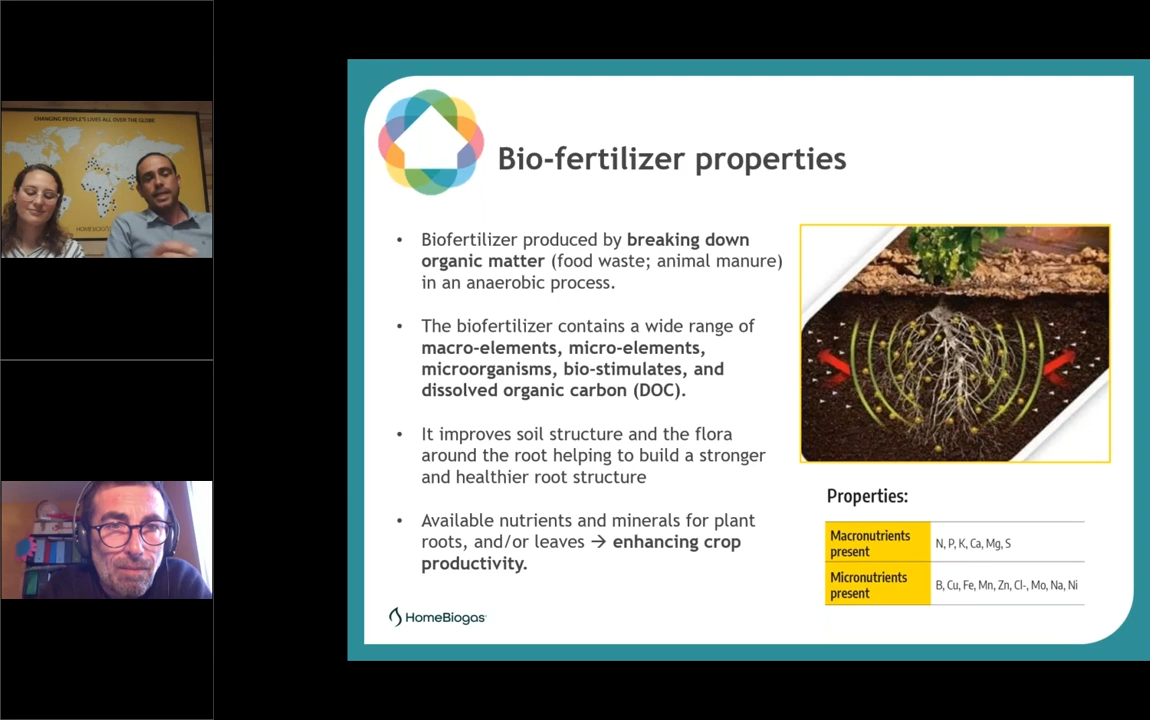 CHANGING PEOPLE'S LIVES ALL OVER THE GLOBE
Bio-fertilizer properties
• Biofertilizer produced by breaking down
organic matter (food waste; animal manure)
in an anaerobic process.
• The biofertilizer contains a wide range of
macro-elements, micro-elements,
microorganisms, bio-stimulates, and
dissolved organic carbon (DOC).
• It improves soil structure and the flora
around the root helping to build a stronger
and healthier root structure
• Available nutrients and minerals for plant
roots, and/or leaves → enhancing crop
productivity.
HomeBiogas
Properties:
Macronutrients
present
N, P, K, Ca, Mg, S
Micronutrients
present
B, Cu, Fe, Mn, Zn, Cl-, Mo, Na, Ni